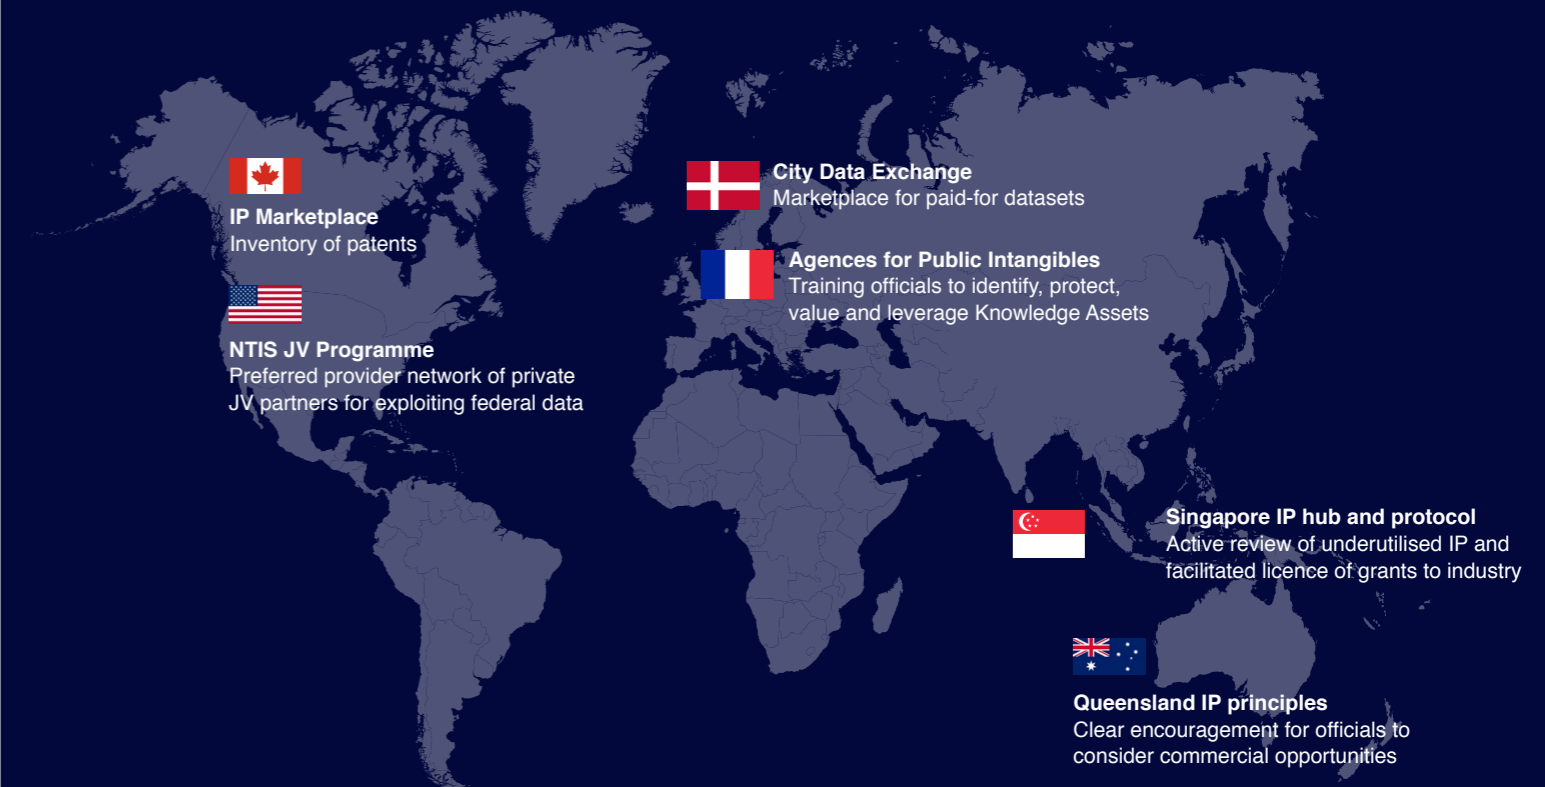 IP Marketplace
Inventory of patents
NTIS JV Programme
Preferred provider network of private
JV partners for exploiting federal data
City Data Exchange
Marketplace for paid-for datasets
Agences for Public Intangibles
Training officials to identify, protect,
value and leverage Knowledge Assets
Singapore IP hub and protocol
Active review of underutilised IP and
facilitated licence of grants to industry
Queensland IP principles
Clear encouragement for officials to
consider commercial opportunities